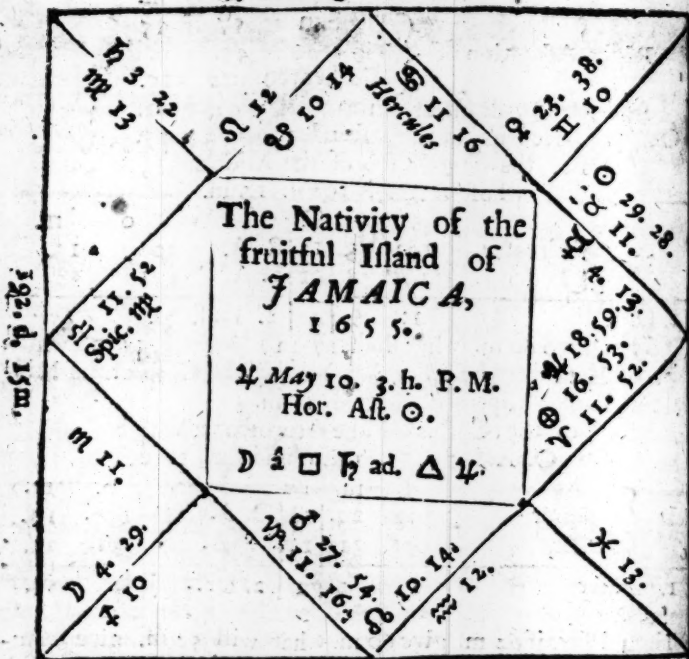 The Nativity of the
fruitful Iſland of
JAMAICA,
1655.
♃ May 10. 3. h. P. M.
Hor. Aſt. ☉.
☽ â □ ♄ ad. △ ♃.
♋ 11 16
Hercules
♌ 12
☋ 10 14
♄ 3 22
♍ 13
♎ 11. 52
Spic. ♍
192. d. 15m.
♏ 11.
☽ 4. 29.
♐ 10
♂ 27. 54.
♑ 11. 16.
☊ 10. 14.
♒ 12.
♓ 13.
♃ 18. 59.
⊕ 16. 53.
♈ 11. 52.
☉ 29. 28.
♉ 11.
☿ 4. 13.
♀ 23. 38.
♊ 10